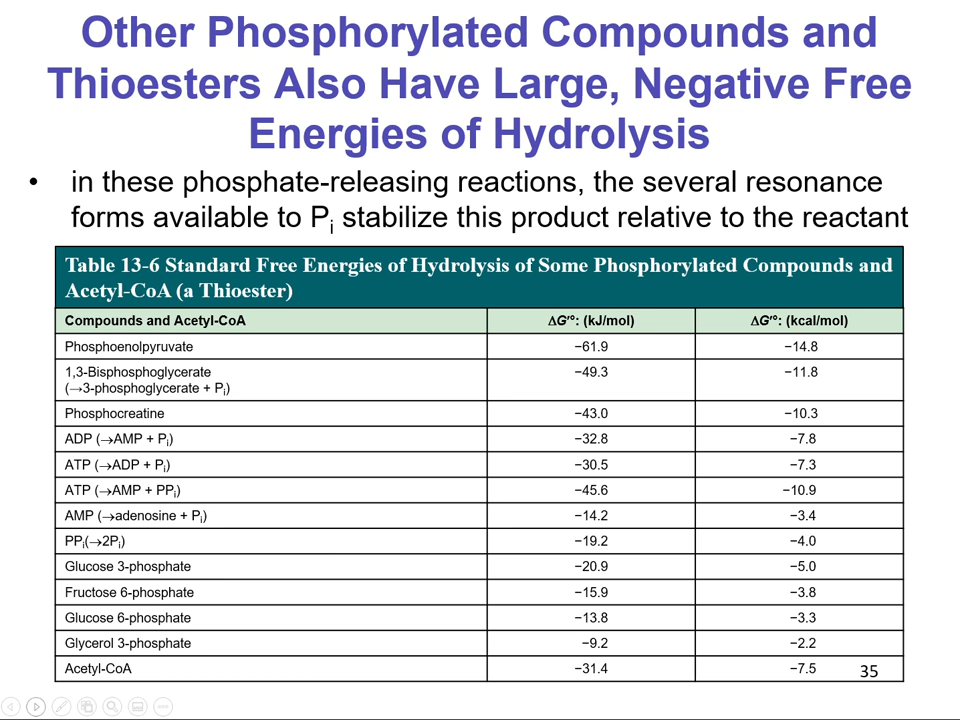 Other Phosphorylated Compounds and
Thioesters Also Have Large, Negative Free
Energies of Hydrolysis
• in these phosphate-releasing reactions, the several resonance
forms available to Pi stabilize this product relative to the reactant
Table 13-6 Standard Free Energies of Hydrolysis of Some Phosphorylated Compounds and
Acetyl-CoA (a Thioester)
Compounds and Acetyl-CoA ΔG′°: (kJ/mol) ΔG′°: (kcal/mol)
Phosphoenolpyruvate −61.9 −14.8
1,3-Bisphosphoglycerate −49.3 −11.8
(→3-phosphoglycerate + Pi)
Phosphocreatine −43.0 −10.3
ADP (→AMP + Pi) −32.8 −7.8
ATP (→ADP + Pi) −30.5 −7.3
ATP (→AMP + PPi) −45.6 −10.9
AMP (→adenosine + Pi) −14.2 −3.4
PPi(→2Pi) −19.2 −4.0
Glucose 3-phosphate −20.9 −5.0
Fructose 6-phosphate −15.9 −3.8
Glucose 6-phosphate −13.8 −3.3
Glycerol 3-phosphate −9.2 −2.2
Acetyl-CoA −31.4 −7.5
35